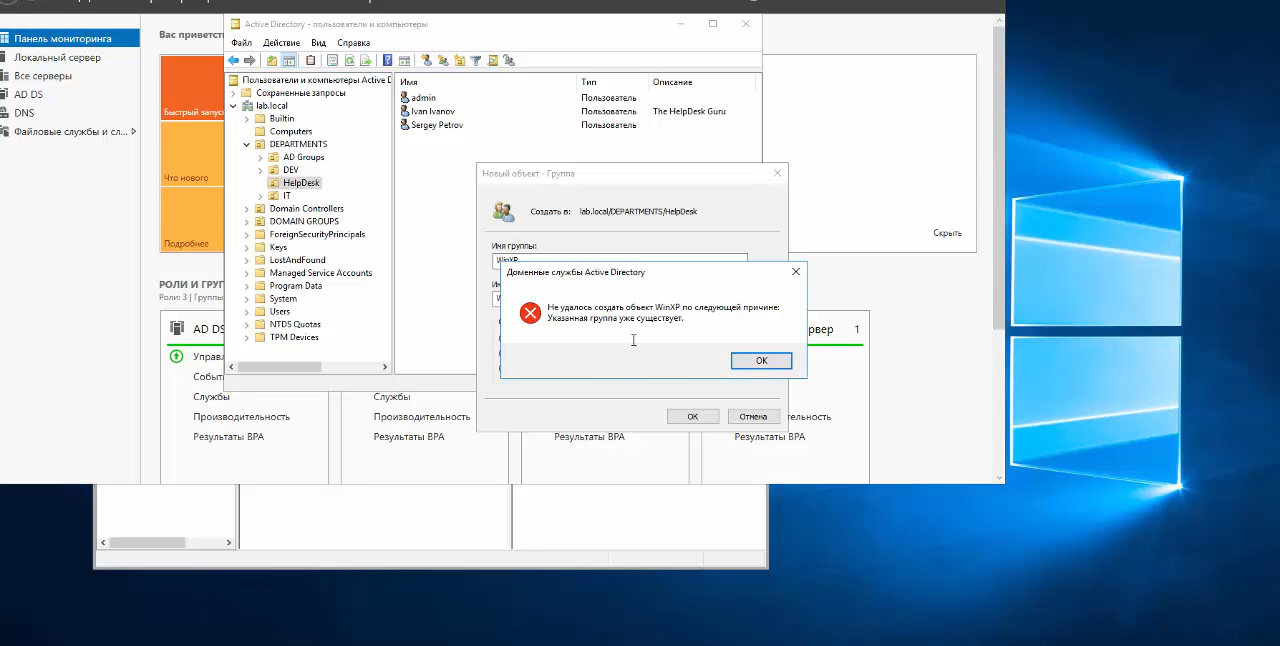 Панель мониторинга
Локальный сервер
Все серверы
AD DS
DNS
Файловые службы и сл...
Вас приветст
Быстрый запус
Что нового
Подробнее
Скрыть
РОЛИ И ГРУП
Роли: 3 | Группы
Active Directory - пользователи и компьютеры
Файл Действие Вид Справка
Пользователи и компьютеры Active D
Сохраненные запросы
lab.local
Builtin
Computers
DEPARTMENTS
AD Groups
DEV
HelpDesk
IT
Domain Controllers
DOMAIN GROUPS
ForeignSecurityPrincipals
Keys
LostAndFound
Managed Service Accounts
Program Data
System
Users
NTDS Quotas
TPM Devices
Имя Тип Описание
admin Пользователь
Ivan Ivanov Пользователь The HelpDesk Guru
Sergey Petrov Пользователь
Новый объект - Группа
Создать в: lab.local/DEPARTMENTS/HelpDesk
Имя группы:
WinXP
Доменные службы Active Directory
Не удалось создать объект WinXP по следующей причине:
Указанная группа уже существует.
OK
OK Отмена
AD DS
рвер 1
Управ
Событ
Службы
Производительность
Результаты BPA
Службы
Производительность
Результаты BPA
Результаты BPA
льность
Результаты BPA